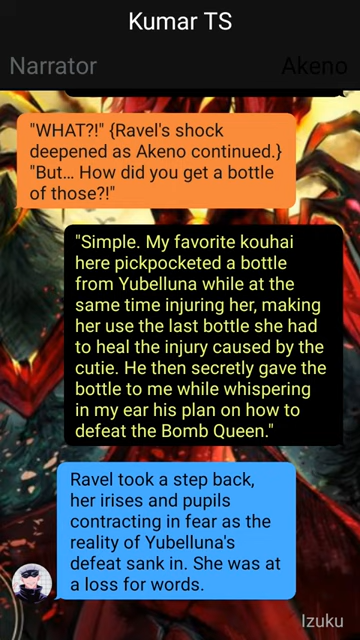 Kumar TS
Narrator
Akeno
"WHAT?!" {Ravel's shock
deepened as Akeno continued.}
"But... How did you get a bottle
of those?!"
"Simple. My favorite kouhai
here pickpocketed a bottle
from Yubelluna while at the
same time injuring her, making
her use the last bottle she had
to heal the injury caused by the
cutie. He then secretly gave the
bottle to me while whispering
in my ear his plan on how to
defeat the Bomb Queen."
Ravel took a step back,
her irises and pupils
contracting in fear as the
reality of Yubelluna's
defeat sank in. She was at
a loss for words.
Izuku